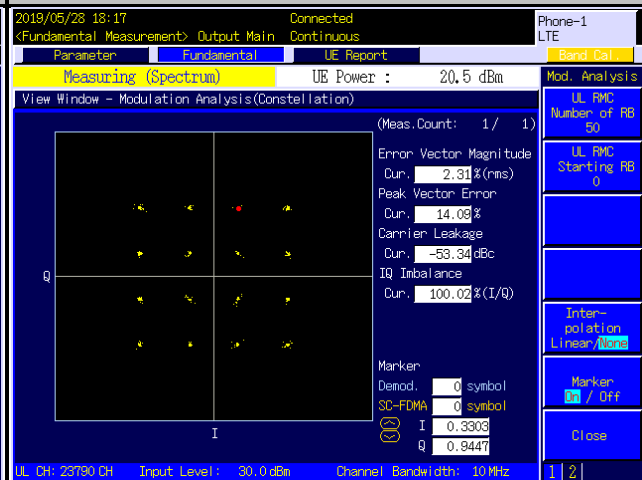 2019/05/28 18:17 Connected Phone-1
<Fundamental Measurement> Output Main Continuous LTE
Parameter Fundamental UE Report Band Cal.
Measuring (Spectrum) UE Power : 20.5 dBm Mod. Analysis
View Window - Modulation Analysis(Constellation)
(Meas.Count: 1/ 1)
Error Vector Magnitude
Cur. 2.31 %(rms)
Peak Vector Error
Cur. 14.09 %
Carrier Leakage
Cur. -53.34 dBc
IQ Imbalance
Cur. 100.02 %(I/Q)
Q
I
Marker
Demod. 0 symbol
SC-FDMA 0 symbol
I 0.3303
Q 0.9447
UL RMC
Number of RB
50
UL RMC
Starting RB
0
Inter-
polation
Linear/None
Marker
On / Off
Close
UL CH: 23790 CH Input Level: 30.0 dBm Channel Bandwidth: 10 MHz 1 2